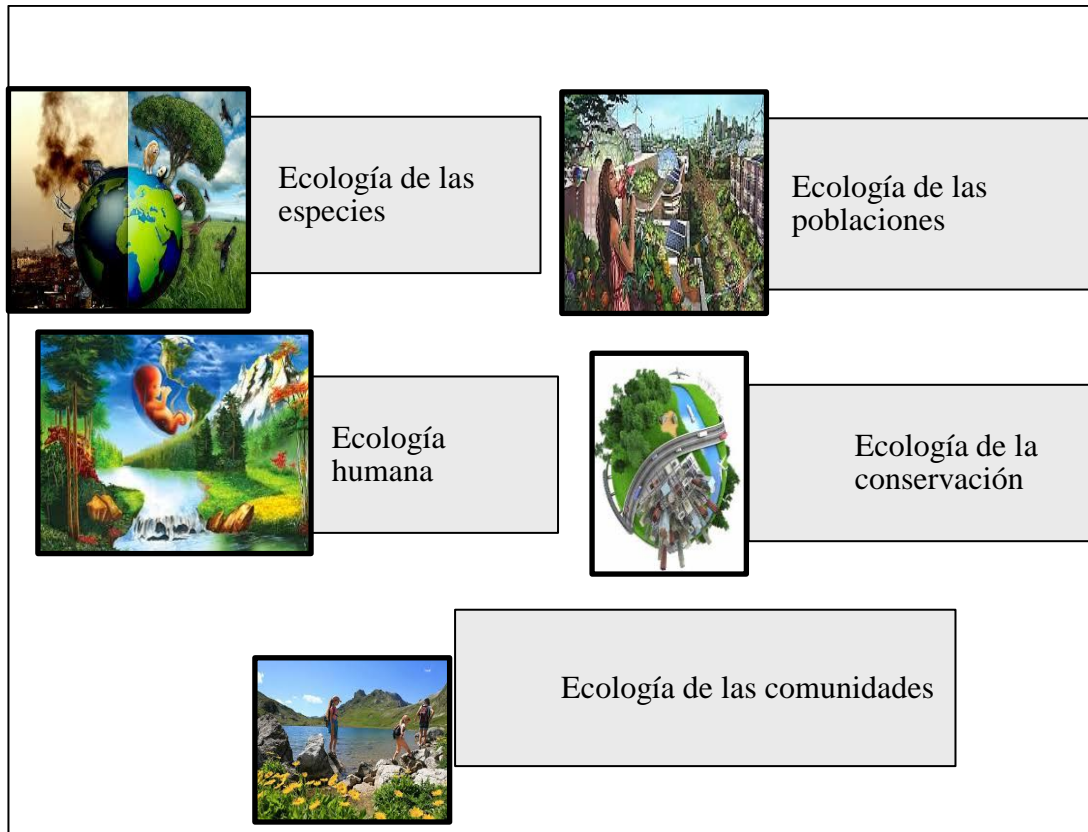 Ecología de las
especies
Ecología de las
poblaciones
Ecología
humana
Ecología de la
conservación
Ecología de las comunidades